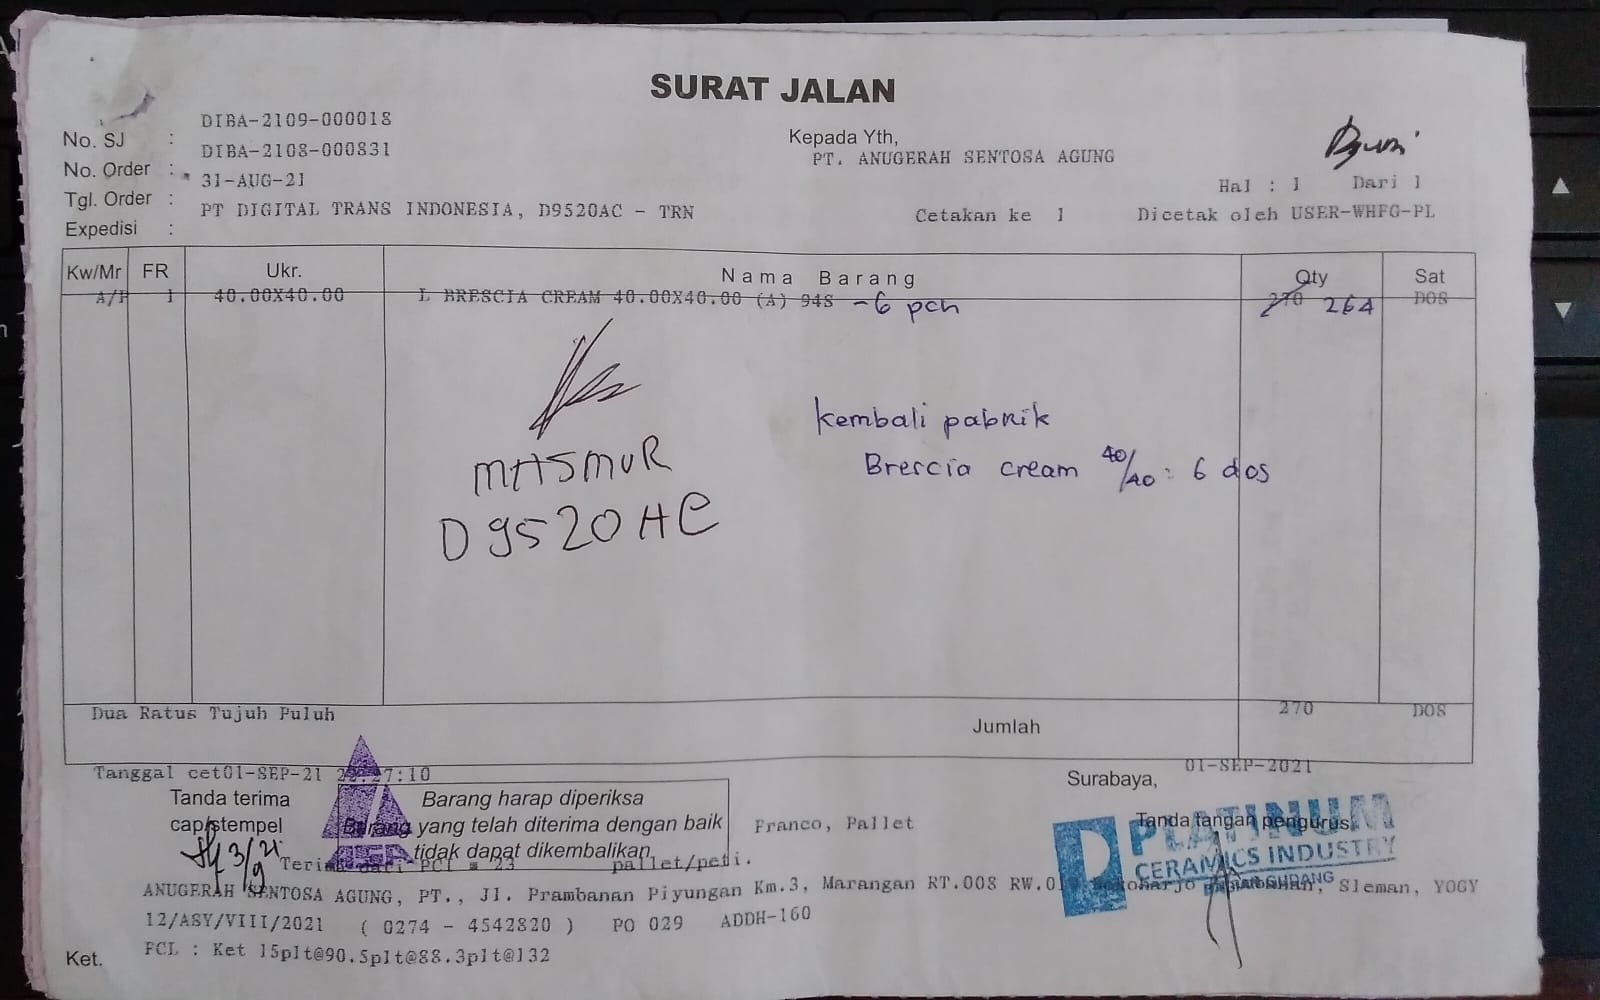 SURAT JALAN
No. SJ : DIBA-2109-000018
No. Order : DIBA-2108-000831
Tgl. Order : 31-AUG-21
Expedisi : PT DIGITAL TRANS INDONESIA, D9520AC - TRN
Kepada Yth,
PT. ANUGERAH SENTOSA AGUNG
Hal : 1 Dari 1
Cetakan ke 1 Dicetak oleh USER-WHFG-PL
Kw/Mr FR Ukr. Nama Barang Qty Sat
A/P 1 40.00X40.00 L BRESCIA CREAM 40.00X40.00 (A) 94S -6 pch 270 264 DOS
kembali pabrik
Brescia cream 40/40 : 6 dos
MASMUR
D9520AC
Dua Ratus Tujuh Puluh Jumlah 270 DOS
Tanggal cet01-SEP-21 22:27:10
Surabaya, 01-SEP-2021
Tanda terima
cap/stempel
Barang harap diperiksa
Barang yang telah diterima dengan baik
tidak dapat dikembalikan
Franco, Pallet
Tanda tangan pengurus
PLATINUM
CERAMICS INDUSTRY
3/9 21
Terima dari PCI = 23 pallet/peti.
ANUGERAH SENTOSA AGUNG, PT., Jl. Prambanan Piyungan Km.3, Marangan RT.008 RW.0 Sleman, YOGY
12/ASY/VIII/2021 ( 0274 - 4542820 ) PO 029 ADDH-160
Ket. PCL : Ket 15plt@90.5plt@88.3plt@132